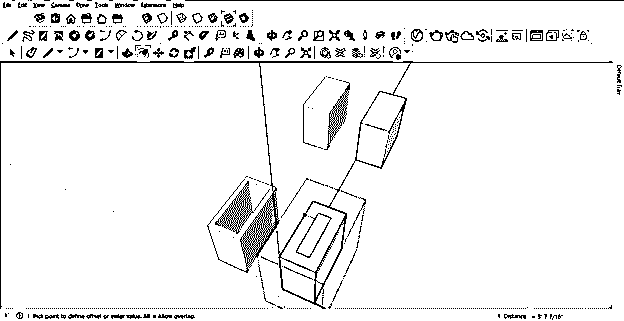 File Edit View Camera Draw Tools Window Extensions Help
Default Tray
Pick point to define offset or enter value. Alt = Allow overlap.
Distance ~ 5' 7 7/16"